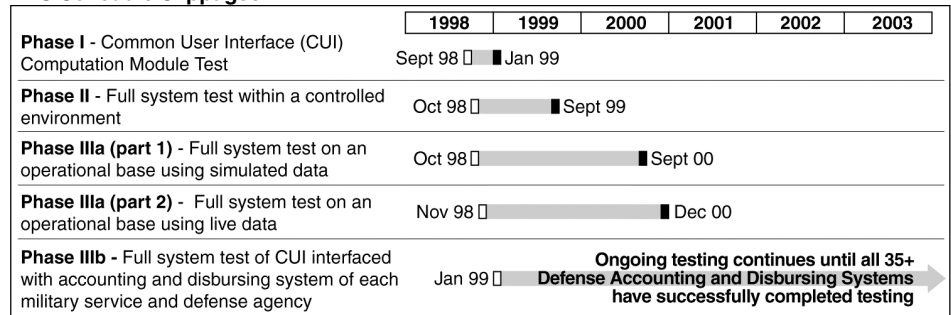 1998 1999 2000 2001 2002 2003
Phase I - Common User Interface (CUI)
Computation Module Test
Sept 98 Jan 99
Phase II - Full system test within a controlled
environment
Oct 98 Sept 99
Phase IIIa (part 1) - Full system test on an
operational base using simulated data
Oct 98 Sept 00
Phase IIIa (part 2) - Full system test on an
operational base using live data
Nov 98 Dec 00
Phase IIIb - Full system test of CUI interfaced
with accounting and disbursing system of each
military service and defense agency
Jan 99
Ongoing testing continues until all 35+
Defense Accounting and Disbursing Systems
have successfully completed testing